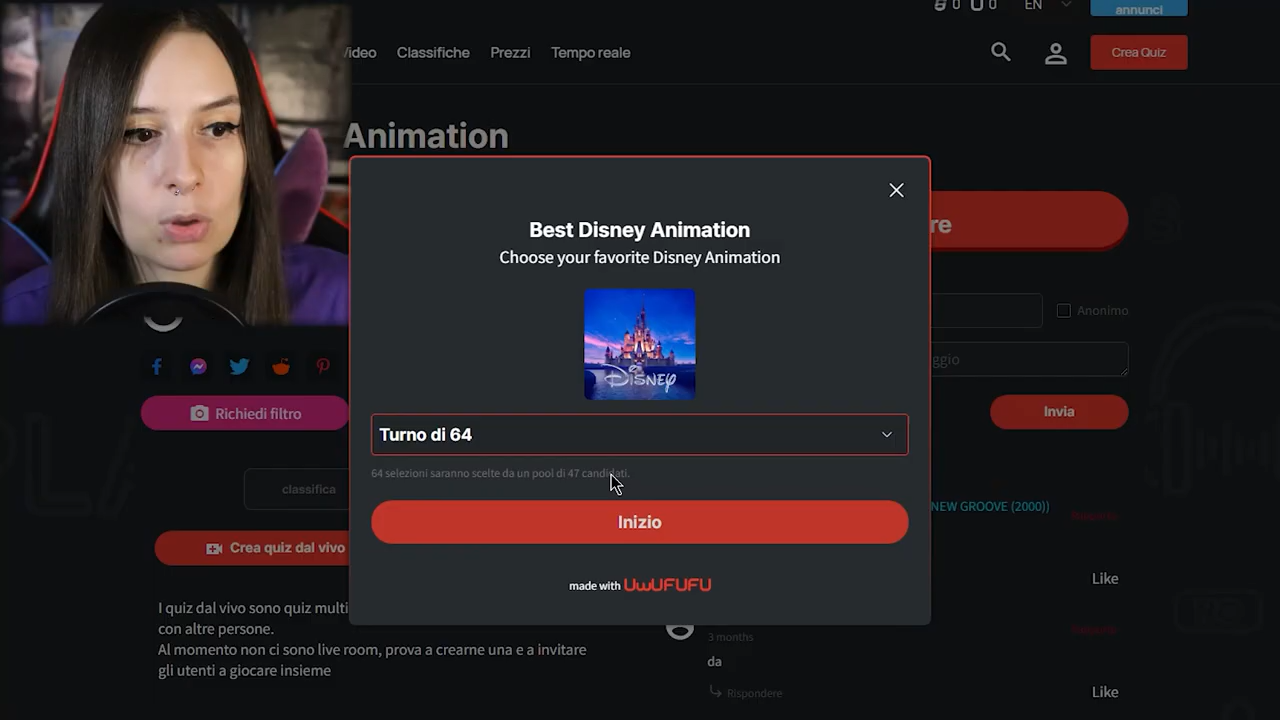 0 0 EN
annunci
Video Classifiche Prezzi Tempo reale
Crea Quiz
Animation
re
Best Disney Animation
Choose your favorite Disney Animation
DISNEY
Anonimo
ggio
Richiedi filtro
Invia
Turno di 64
64 selezioni saranno scelte da un pool di 47 candidati.
classifica
NEW GROOVE (2000))
Inizio
Crea quiz dal vivo
made with UwUFUFU
Like
I quiz dal vivo sono quiz multi
con altre persone.
Al momento non ci sono live room, prova a crearne una e a invitare
gli utenti a giocare insieme
3 months
da
Rispondere
Like